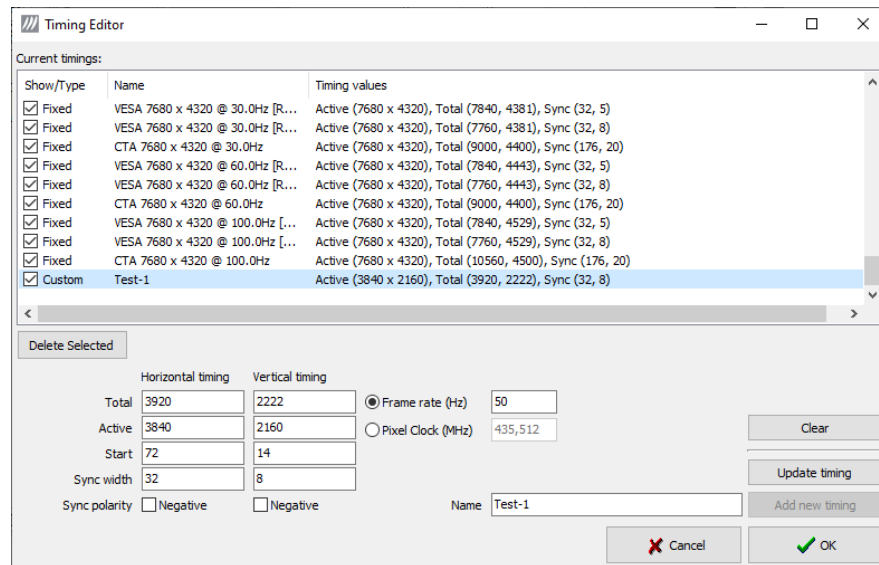 Timing Editor
Current timings:
Show/Type Name Timing values
Fixed VESA 7680 x 4320 @ 30.0Hz [R... Active (7680 x 4320), Total (7840, 4381), Sync (32, 5)
Fixed VESA 7680 x 4320 @ 30.0Hz [R... Active (7680 x 4320), Total (7760, 4381), Sync (32, 8)
Fixed CTA 7680 x 4320 @ 30.0Hz Active (7680 x 4320), Total (9000, 4400), Sync (176, 20)
Fixed VESA 7680 x 4320 @ 60.0Hz [R... Active (7680 x 4320), Total (7840, 4443), Sync (32, 5)
Fixed VESA 7680 x 4320 @ 60.0Hz [R... Active (7680 x 4320), Total (7760, 4443), Sync (32, 8)
Fixed CTA 7680 x 4320 @ 60.0Hz Active (7680 x 4320), Total (9000, 4400), Sync (176, 20)
Fixed VESA 7680 x 4320 @ 100.0Hz [... Active (7680 x 4320), Total (7840, 4529), Sync (32, 5)
Fixed VESA 7680 x 4320 @ 100.0Hz [... Active (7680 x 4320), Total (7760, 4529), Sync (32, 8)
Fixed CTA 7680 x 4320 @ 100.0Hz Active (7680 x 4320), Total (10560, 4500), Sync (176, 20)
Custom Test-1 Active (3840 x 2160), Total (3920, 2222), Sync (32, 8)
Delete Selected
Horizontal timing Vertical timing
Total 3920 2222 Frame rate (Hz) 50
Active 3840 2160 Pixel Clock (MHz) 435,512 Clear
Start 72 14
Sync width 32 8 Update timing
Sync polarity Negative Negative Name Test-1 Add new timing
Cancel OK